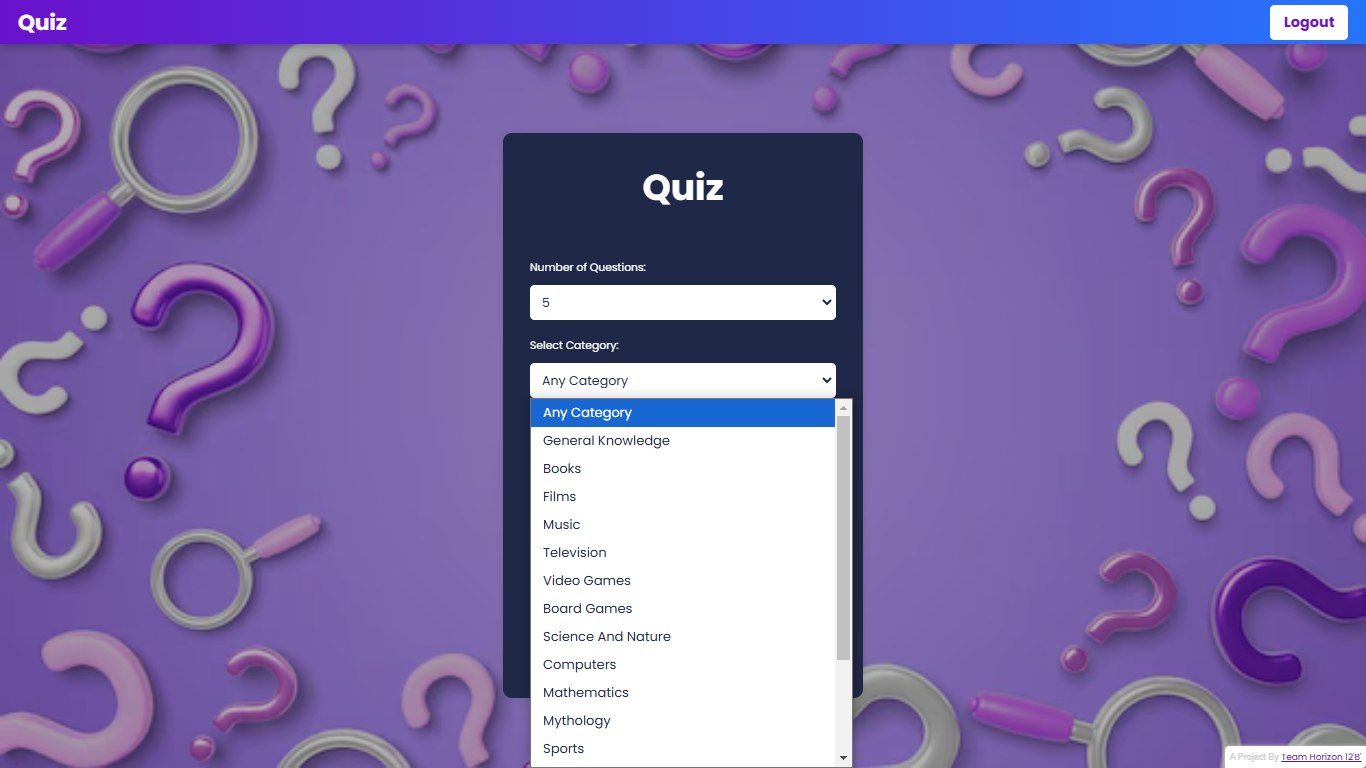 Quiz
Logout
Quiz
Number of Questions:
5
Select Category:
Any Category
Any Category
General Knowledge
Books
Films
Music
Television
Video Games
Board Games
Science And Nature
Computers
Mathematics
Mythology
Sports
A Project By Team Horizon 12'B'